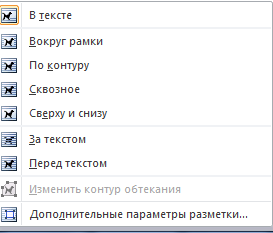 В тексте
Вокруг рамки
По контуру
Сквозное
Сверху и снизу
За текстом
Перед текстом
Изменить контур обтекания
Дополнительные параметры разметки...